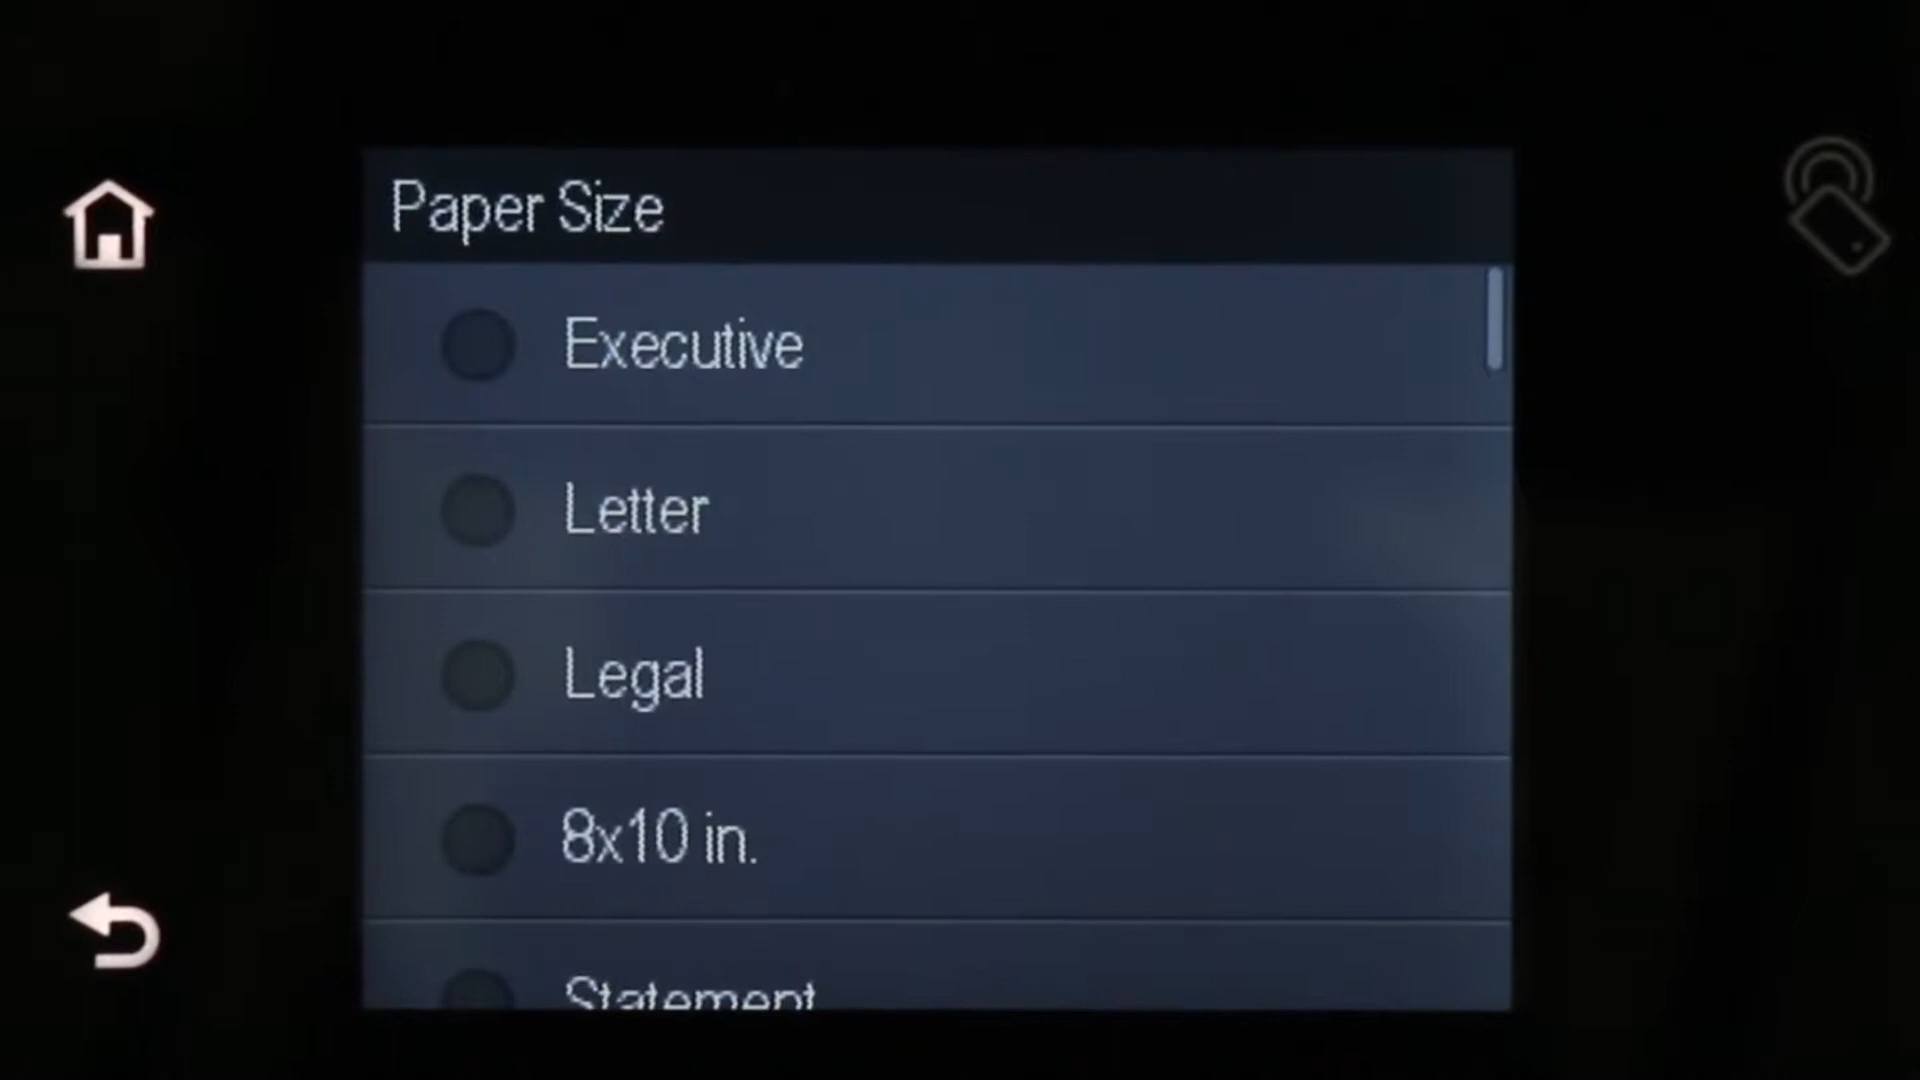 Paper Size
Executive
Letter
Legal
8x10 in.
Statement